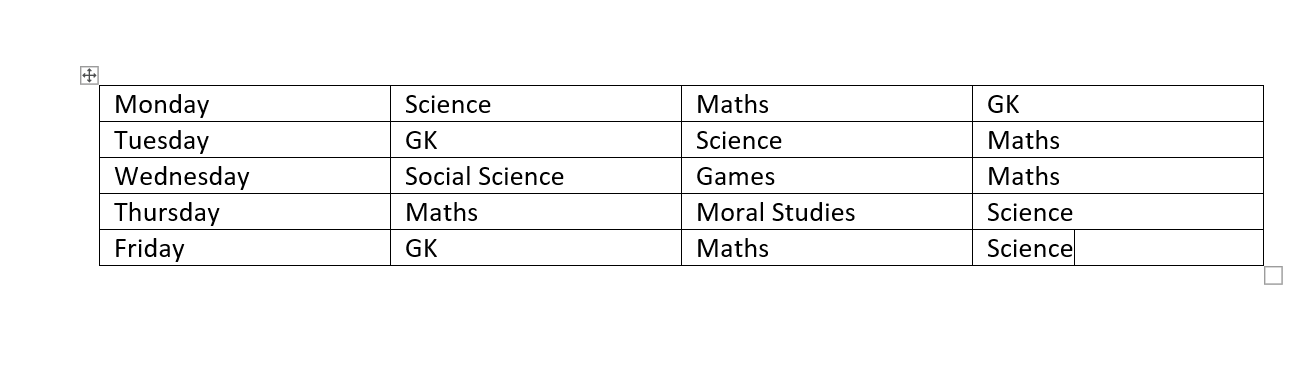 Monday Science Maths GK
Tuesday GK Science Maths
Wednesday Social Science Games Maths
Thursday Maths Moral Studies Science
Friday GK Maths Science